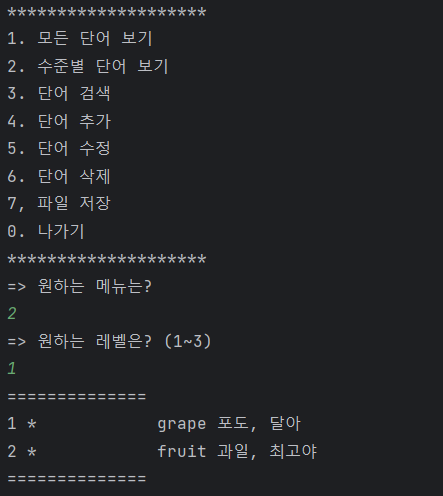 ********************
1. 모든 단어 보기
2. 수준별 단어 보기
3. 단어 검색
4. 단어 추가
5. 단어 수정
6. 단어 삭제
7, 파일 저장
0. 나가기
********************
=> 원하는 메뉴는?
2
=> 원하는 레벨은? (1~3)
1
==============
1 *            grape 포도, 달아
2 *            fruit 과일, 최고야
==============